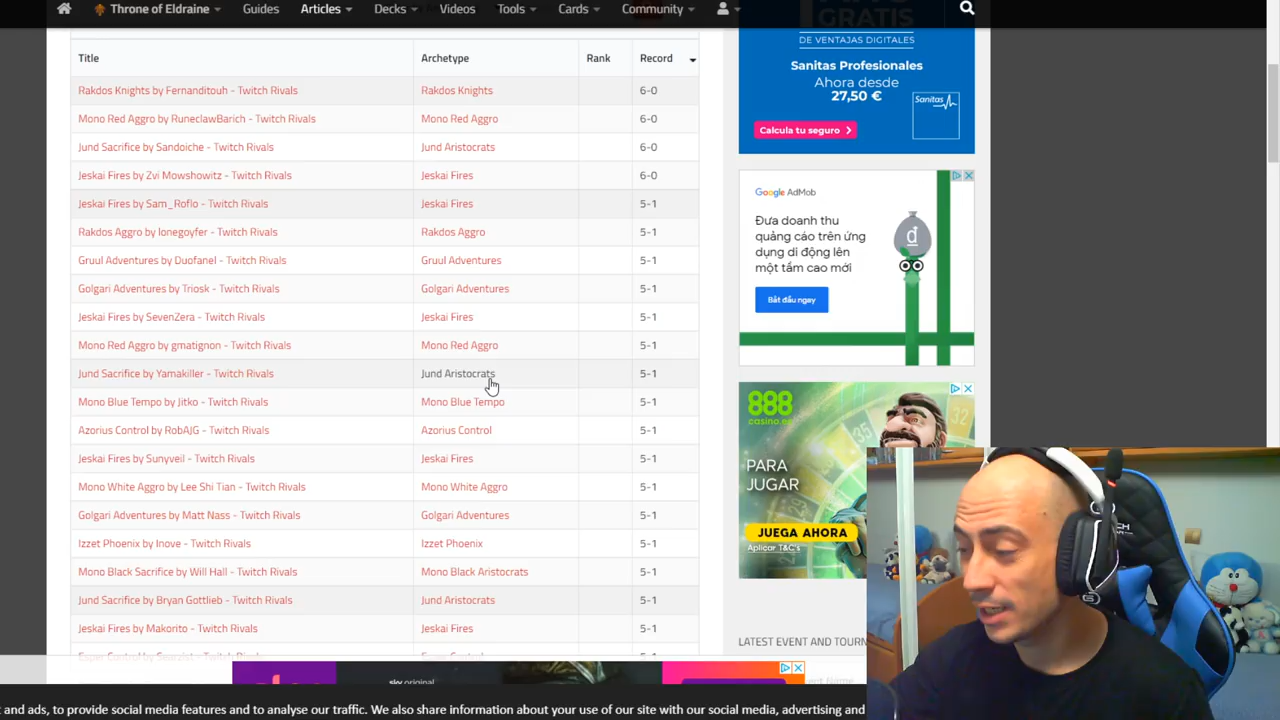 Throne of Eldraine Guides Articles Decks Videos Tools Cards Community
GRATIS
DE VENTAJAS DIGITALES
Sanitas Profesionales
Ahora desde
27,50 €
Sanitas
Calcula tu seguro
Title Archetype Rank Record
Rakdos Knights by Fernanditouh - Twitch Rivals Rakdos Knights 6-0
Mono Red Aggro by RuneclawBarich - Twitch Rivals Mono Red Aggro 6-0
Jund Sacrifice by Sandoiche - Twitch Rivals Jund Aristocrats 6-0
Jeskai Fires by Zvi Mowshowitz - Twitch Rivals Jeskai Fires 6-0
Jeskai Fires by Sam_Roflo - Twitch Rivals Jeskai Fires 5-1
Rakdos Aggro by lonegoyfer - Twitch Rivals Rakdos Aggro 5-1
Gruul Adventures by Duofanel - Twitch Rivals Gruul Adventures 5-1
Golgari Adventures by Triosk - Twitch Rivals Golgari Adventures 5-1
Jeskai Fires by SevenZera - Twitch Rivals Jeskai Fires 5-1
Mono Red Aggro by gmatignon - Twitch Rivals Mono Red Aggro 5-1
Jund Sacrifice by Yamakiller - Twitch Rivals Jund Aristocrats 5-1
Mono Blue Tempo by Jitko - Twitch Rivals Mono Blue Tempo 5-1
Azorius Control by RobAJG - Twitch Rivals Azorius Control 5-1
Jeskai Fires by Sunyveil - Twitch Rivals Jeskai Fires 5-1
Mono White Aggro by Lee Shi Tian - Twitch Rivals Mono White Aggro 5-1
Golgari Adventures by Matt Nass - Twitch Rivals Golgari Adventures 5-1
Izzet Phoenix by Inove - Twitch Rivals Izzet Phoenix 5-1
Mono Black Sacrifice by Will Hall - Twitch Rivals Mono Black Aristocrats 5-1
Jund Sacrifice by Bryan Gottlieb - Twitch Rivals Jund Aristocrats 5-1
Jeskai Fires by Makorito - Twitch Rivals Jeskai Fires 5-1
Google AdMob
Đưa doanh thu
quảng cáo trên ứng
dụng di động lên
một tầm cao mới
đ
Bắt đầu ngay
888
casino.es
PARA
JUGAR
JUEGA AHORA
Aplicar T&C's
LATEST EVENT AND TOURN
Event Name
sky original
t and ads, to provide social media features and to analyse our traffic. We also share information about your use of our site with our social media, advertising and